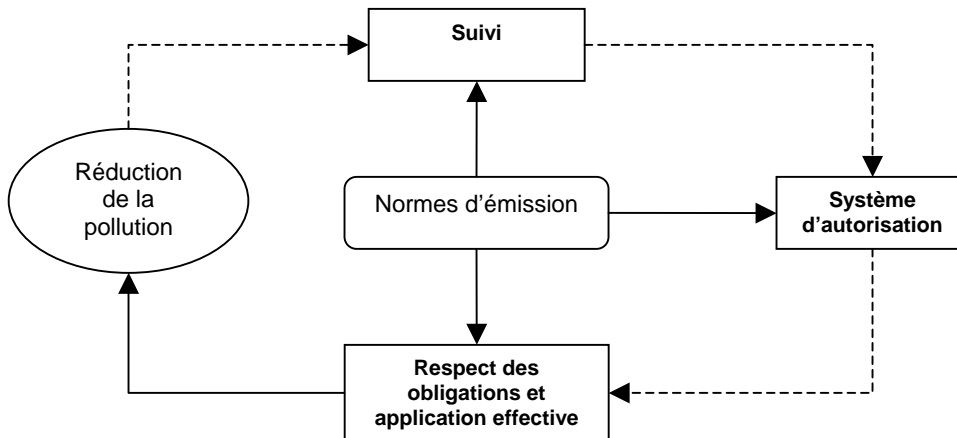 Suivi
Réduction
de la
pollution
Normes d’émission
Système
d’autorisation
Respect des
obligations et
application effective